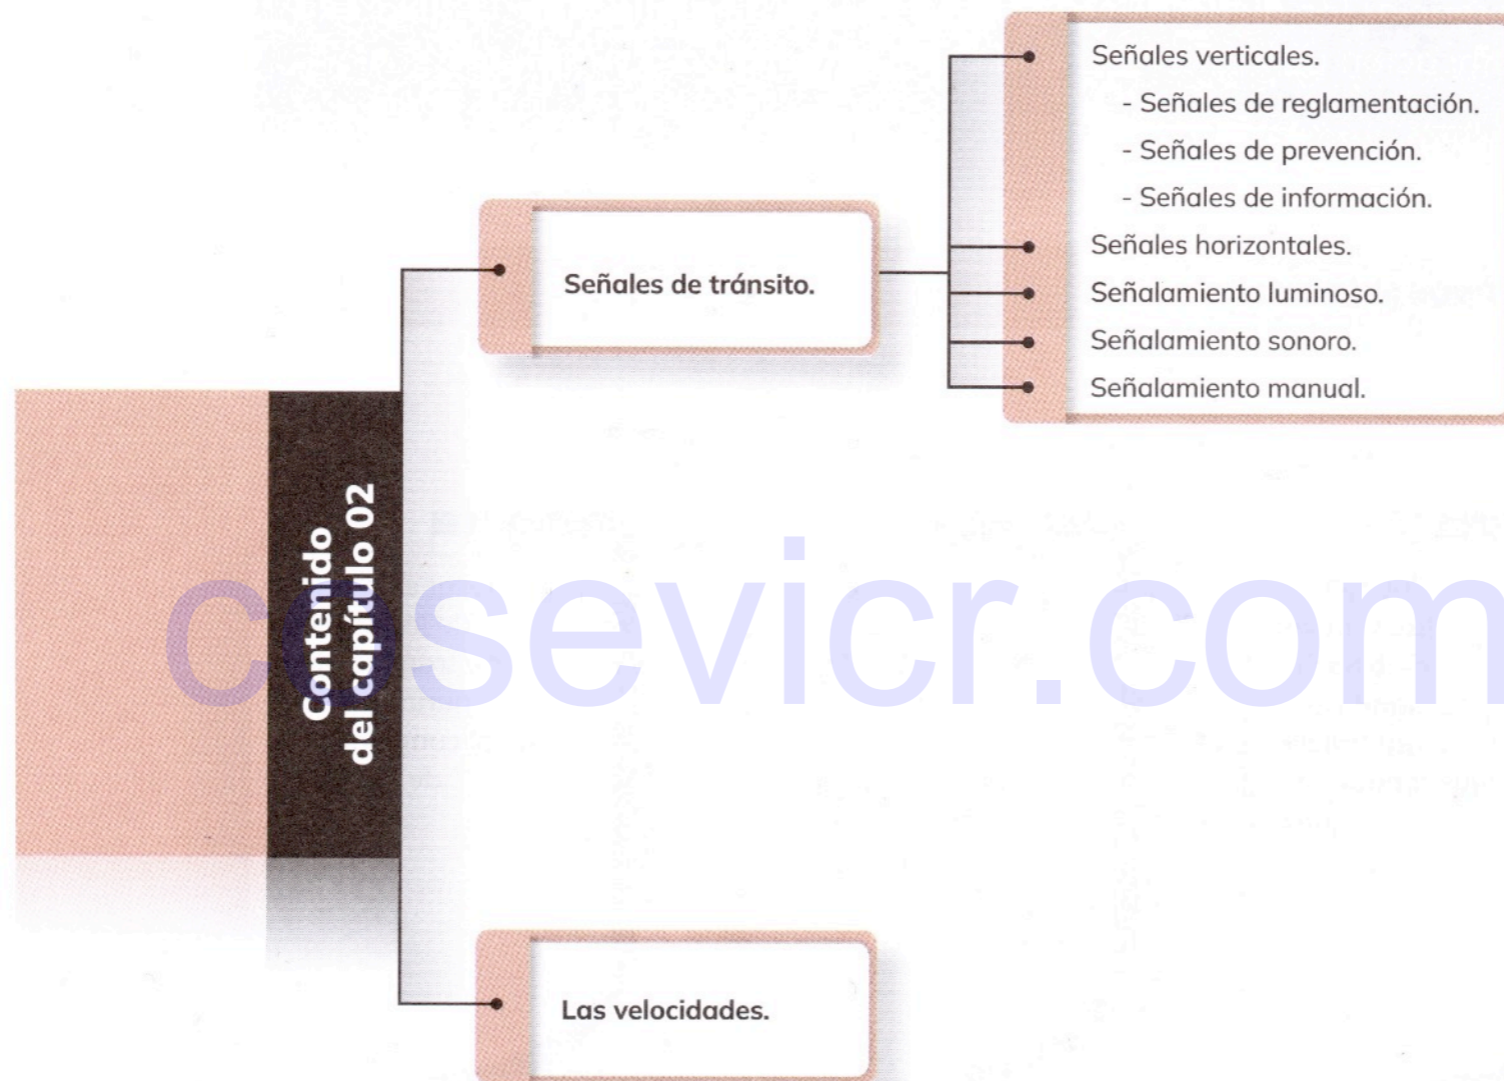 Contenido
del capítulo 02
Señales de tránsito.
Señales verticales.
- Señales de reglamentación.
- Señales de prevención.
- Señales de información.
Señales horizontales.
Señalamiento luminoso.
Señalamiento sonoro.
Señalamiento manual.
Las velocidades.
cosevicr.com